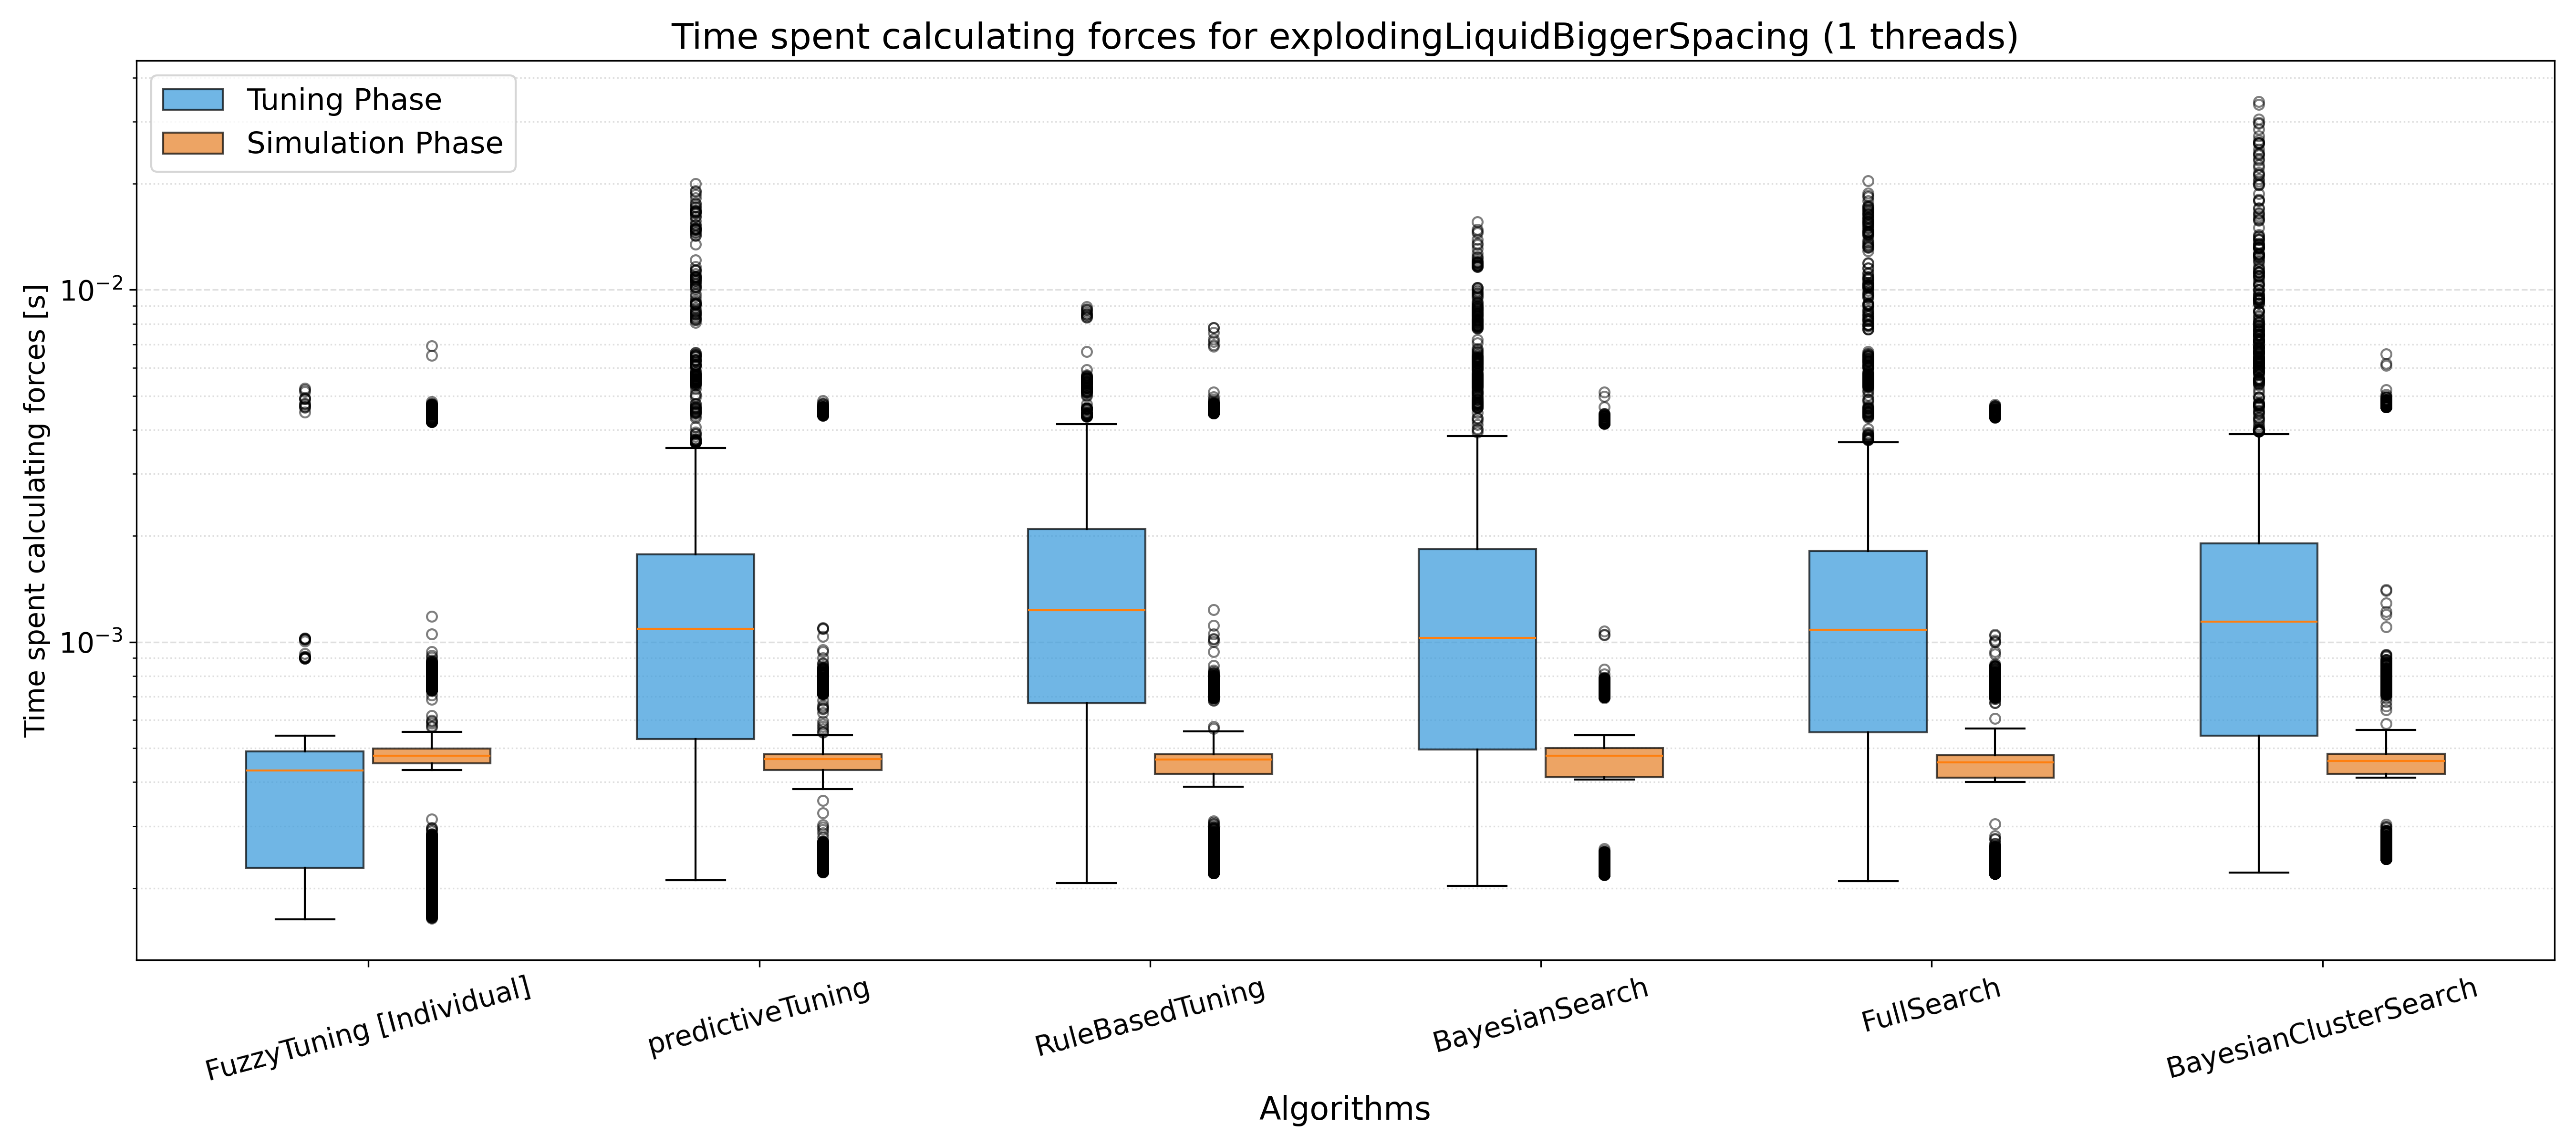 Time spent calculating forces for explodingLiquidBiggerSpacing (1 threads)
Tuning Phase
Simulation Phase
Time spent calculating forces [s]
10⁻²
10⁻³
FuzzyTuning [Individual]
predictiveTuning
RuleBasedTuning
BayesianSearch
FullSearch
BayesianClusterSearch
Algorithms